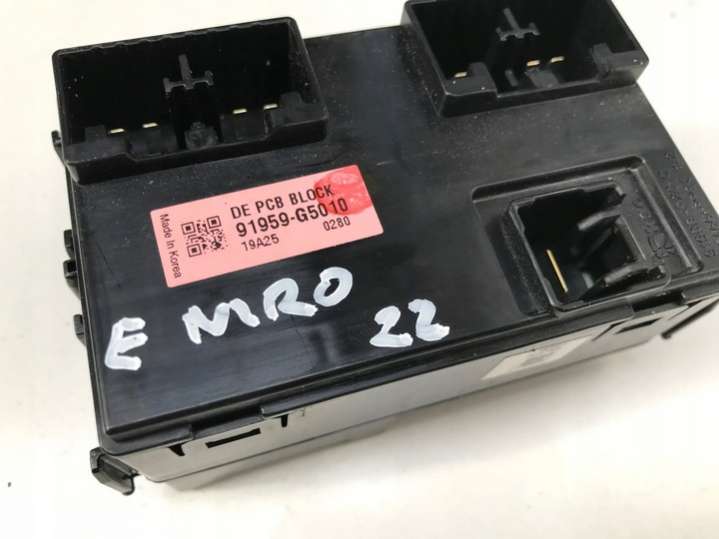 DE PCB BLOCK
91959-G5010
19A25 0280
Made In Korea
E NIRO
22